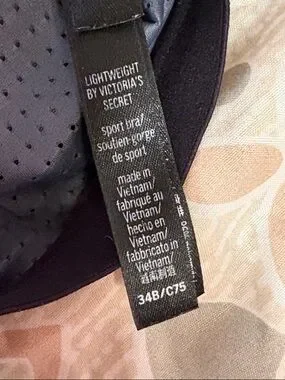 LIGHTWEIGHT
BY VICTORIA'S
SECRET
sport bra/
soutien-gorge
de sport
made in
Vietnam/
fabriqué au
Vietnam/
hecho en
Vietnam/
fabbricato in
Vietnam/
越南制造
34B/C75